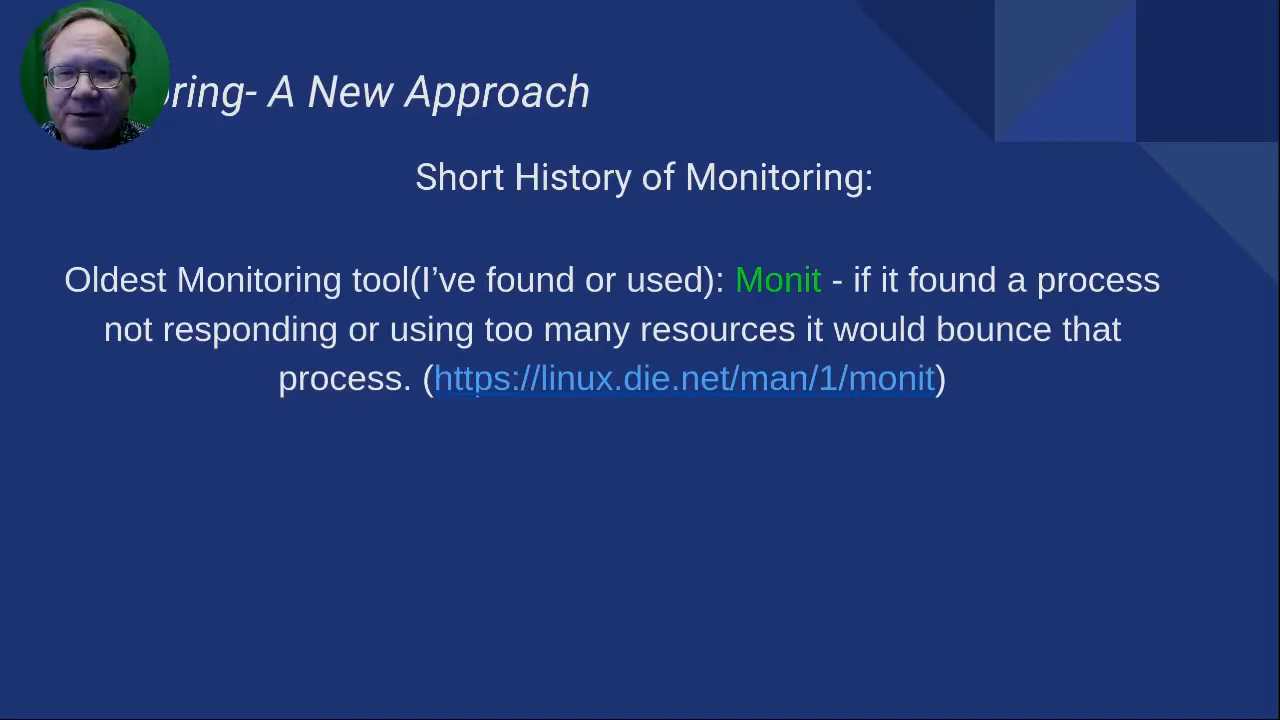 - A New Approach
Short History of Monitoring:
Oldest Monitoring tool(I’ve found or used): Monit - if it found a process
not responding or using too many resources it would bounce that
process. (https://linux.die.net/man/1/monit)